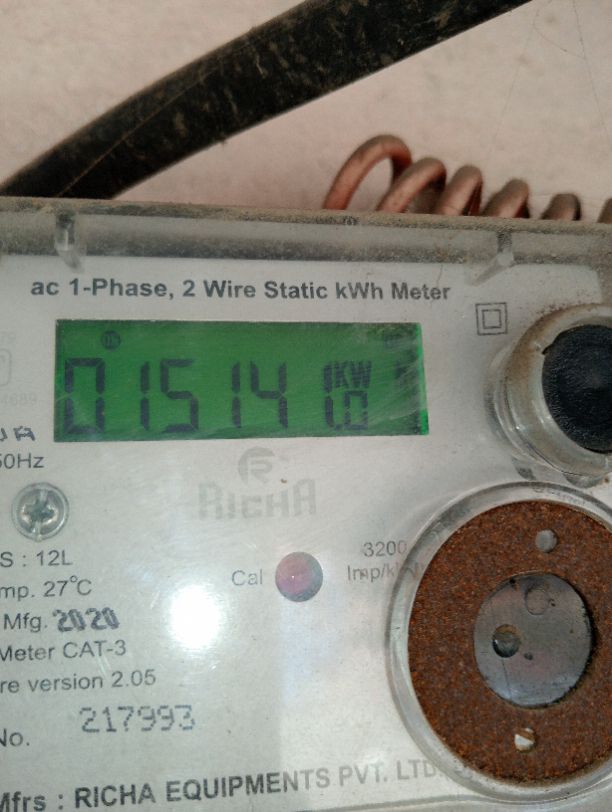 ac 1-Phase, 2 Wire Static kWh Meter
01514 KW
50Hz
RICHA
S : 12L
3200
Cal
Imp/k
mp. 27°C
Mfg. 2020
Meter CAT-3
re version 2.05
No. 217993
Mfrs : RICHA EQUIPMENTS PVT. LTD.